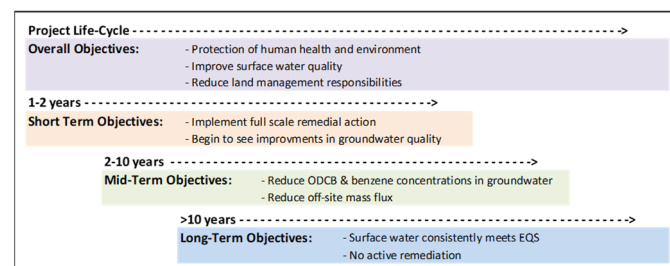 Project Life-Cycle
Overall Objectives: - Protection of human health and environment
- Improve surface water quality
- Reduce land management responsibilities
1-2 years
Short Term Objectives: - Implement full scale remedial action
- Begin to see improvments in groundwater quality
2-10 years
Mid-Term Objectives: - Reduce ODCB & benzene concentrations in groundwater
- Reduce off-site mass flux
>10 years
Long-Term Objectives: - Surface water consistently meets EQS
- No active remediation